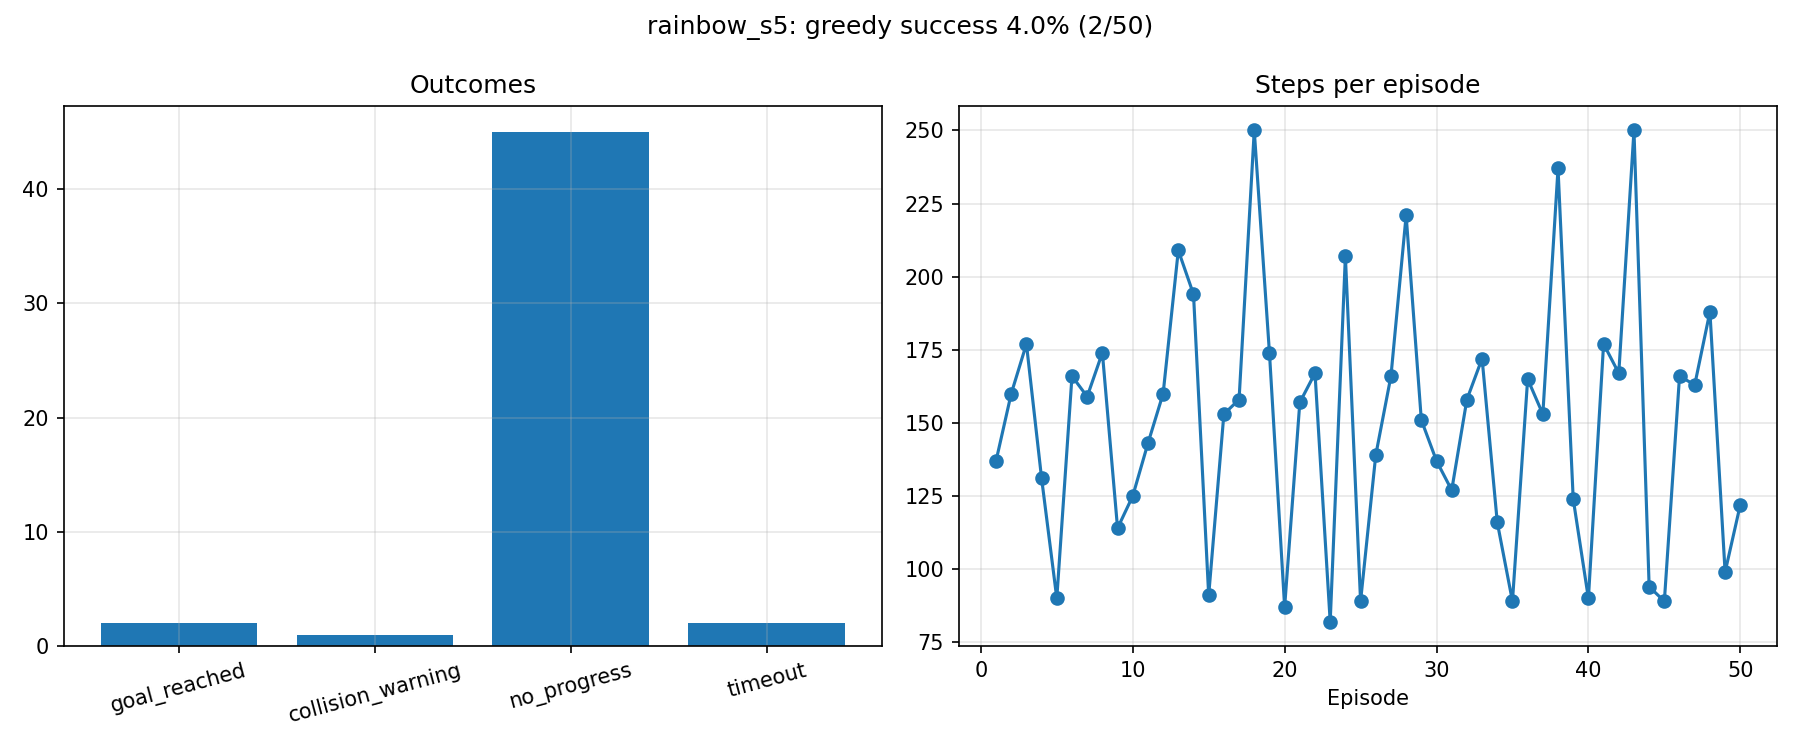 rainbow_s5: greedy success 4.0% (2/50)
Outcomes
40
30
20
10
0
goal_reached
collision_warning
no_progress
timeout
Steps per episode
250
225
200
175
150
125
100
75
0 10 20 30 40 50
Episode